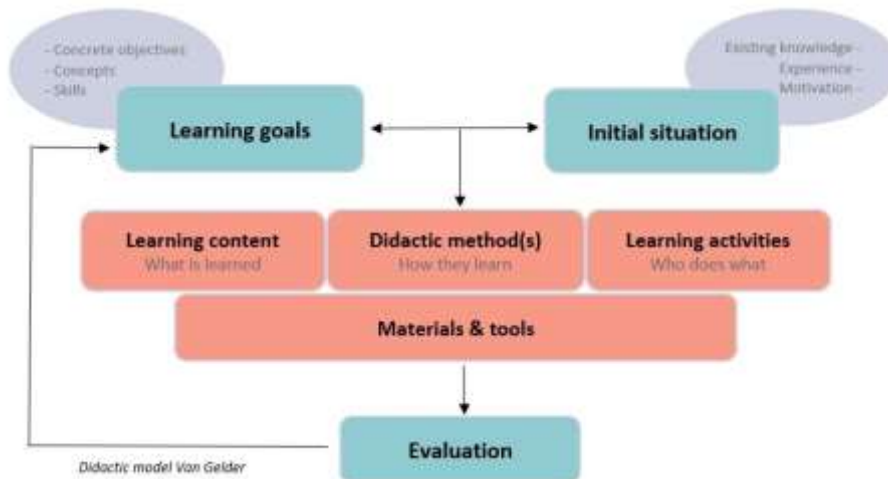 - Concrete objectives
- Concepts
- Skills
Existing knowledge -
Experience -
Motivation -
Learning goals
Initial situation
Learning content
What is learned
Didactic method(s)
How they learn
Learning activities
Who does what
Materials & tools
Evaluation
Didactic model Van Gelder